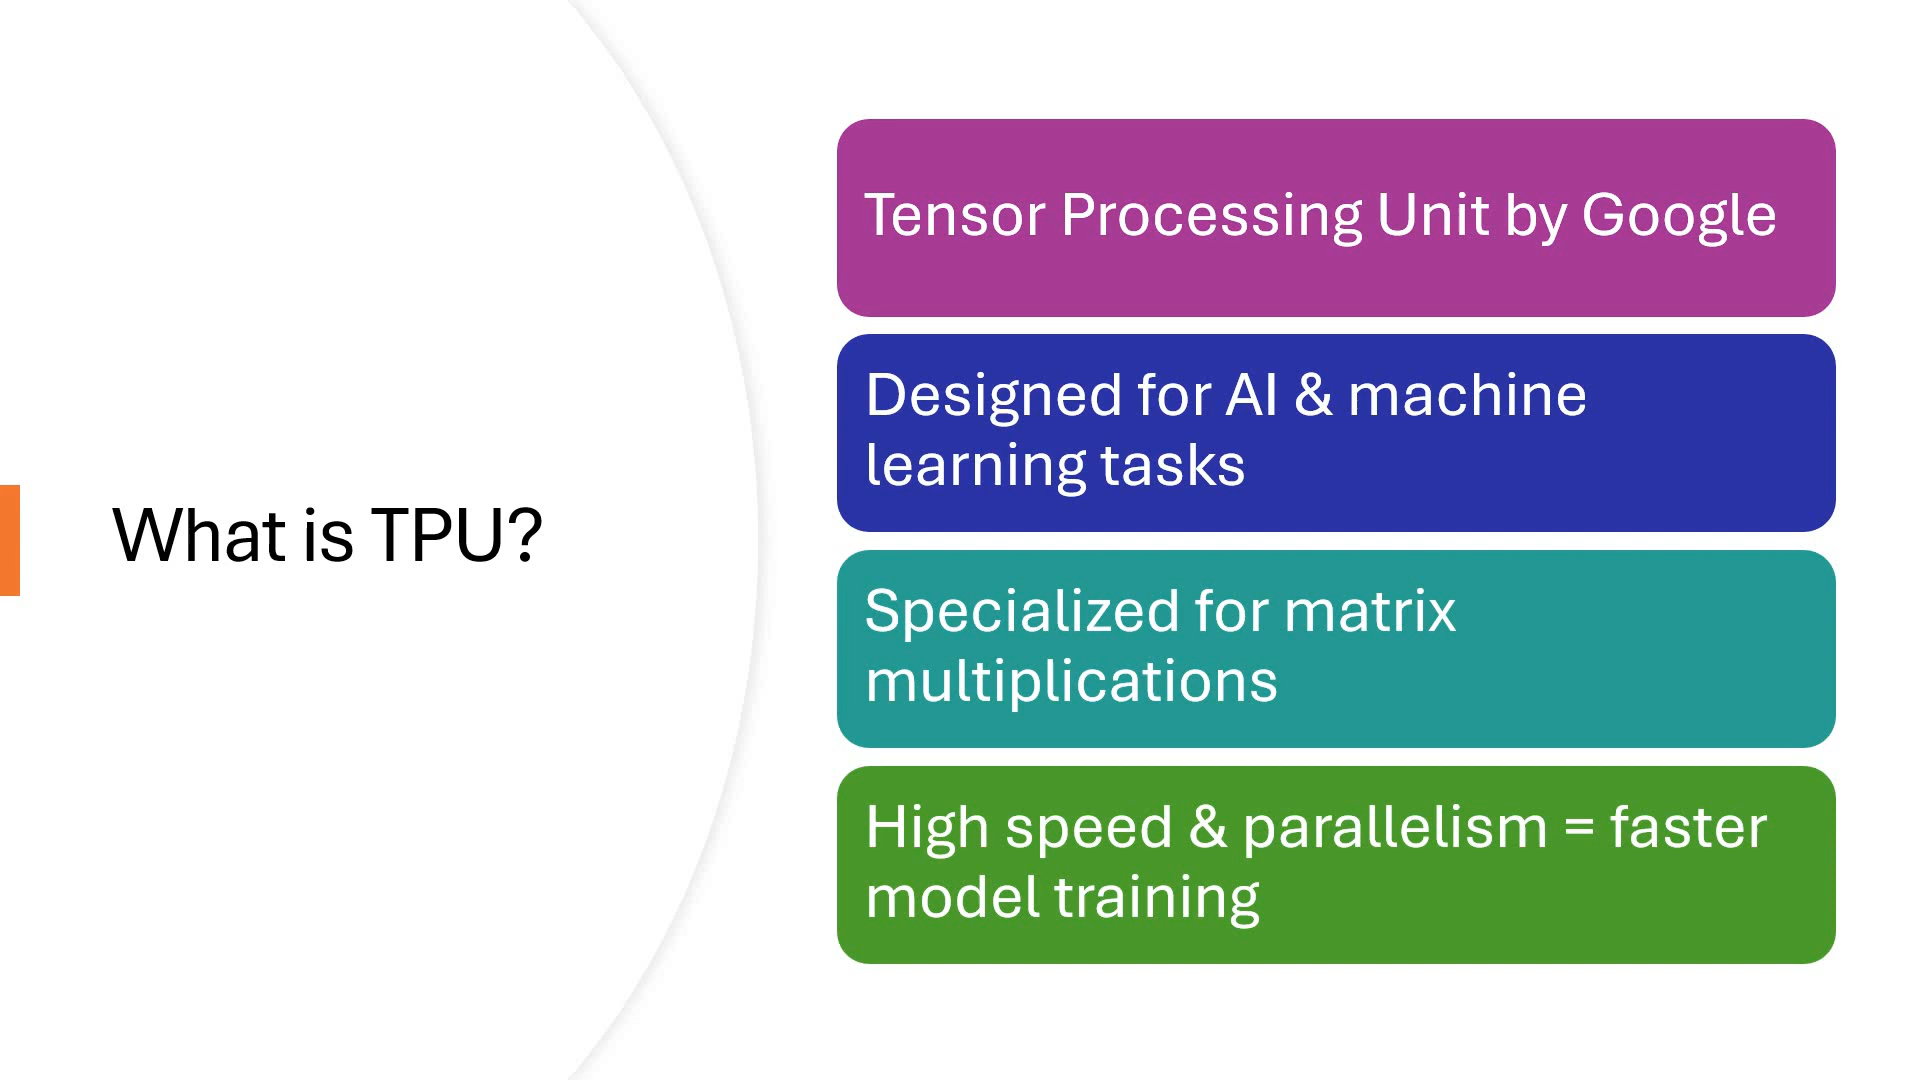 What is TPU?
Tensor Processing Unit by Google
Designed for AI & machine
learning tasks
Specialized for matrix
multiplications
High speed & parallelism = faster
model training